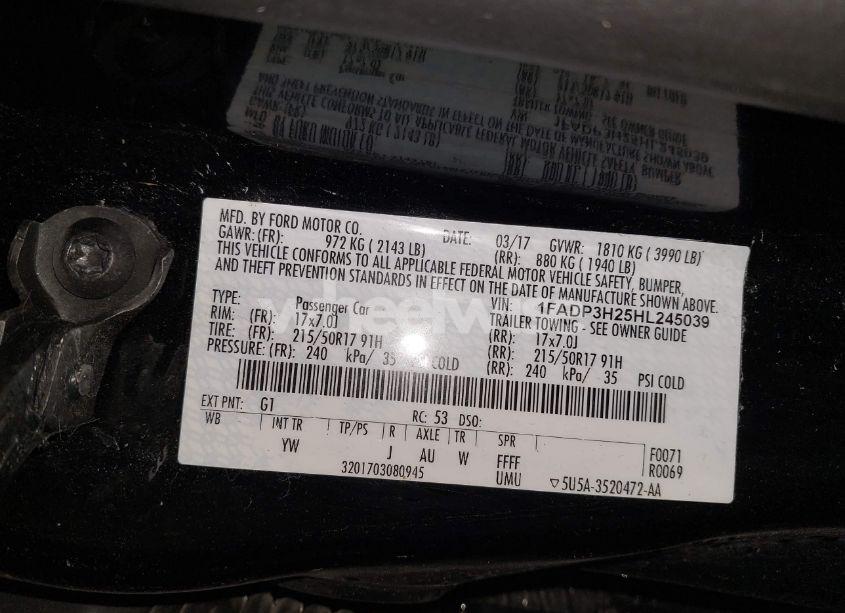 MFD. BY FORD MOTOR CO. DATE: 03/17 GVWR: 1810 KG ( 3990 LB)
GAWR: (FR): 972 KG ( 2143 LB) (RR): 880 KG ( 1940 LB)
THIS VEHICLE CONFORMS TO ALL APPLICABLE FEDERAL MOTOR VEHICLE SAFETY, BUMPER,
AND THEFT PREVENTION STANDARDS IN EFFECT ON THE DATE OF MANUFACTURE SHOWN ABOVE.
TYPE: Passenger Car VIN: 1FADP3H25HL245039
TRAILER TOWING - SEE OWNER GUIDE
RIM: (FR): 17x7.0J (RR): 17x7.0J
TIRE: (FR): 215/50R17 91H (RR): 215/50R17 91H
PRESSURE: (FR): 240 kPa/ 35 COLD (RR): 240 kPa/ 35 PSI COLD
EXT PNT: G1 RC: 53 DSO:
WB INT TR TP/PS R AXLE TR SPR F0071
YW J AU W FFFF R0069
3201703080945 UMU ▽5U5A-3520472-AA